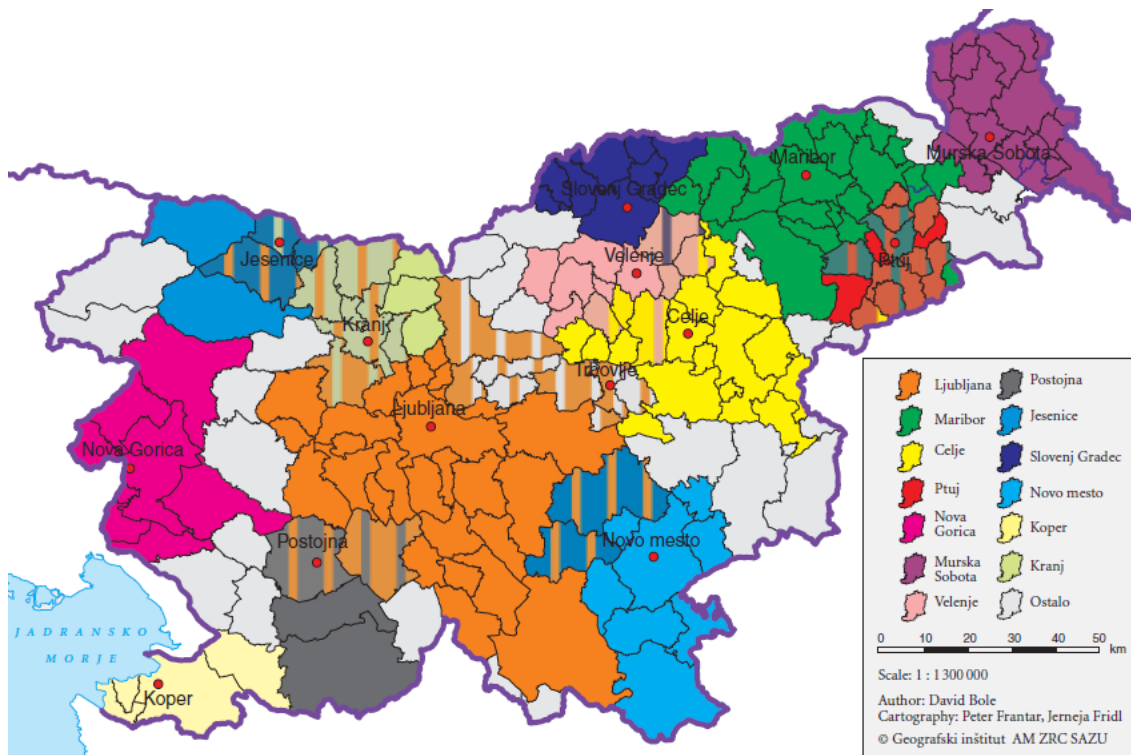 Murska Sobota
Maribor
Slovenj Gradec
Jesenice
Velenje
Ptuj
Kranj
Celje
Trbovlje
Ljubljana
Nova Gorica
Postojna
Novo mesto
JADRANSKO
MORJE
Koper
Ljubljana
Maribor
Celje
Ptuj
Nova
Gorica
Murska
Sobota
Velenje
Postojna
Jesenice
Slovenj Gradec
Novo mesto
Koper
Kranj
Ostalo
0 10 20 30 40 50
km
Scale: 1 : 1 300 000
Author: David Bole
Cartography: Peter Frantar, Jerneja Fridl
© Geografski inštitut AM ZRC SAZU